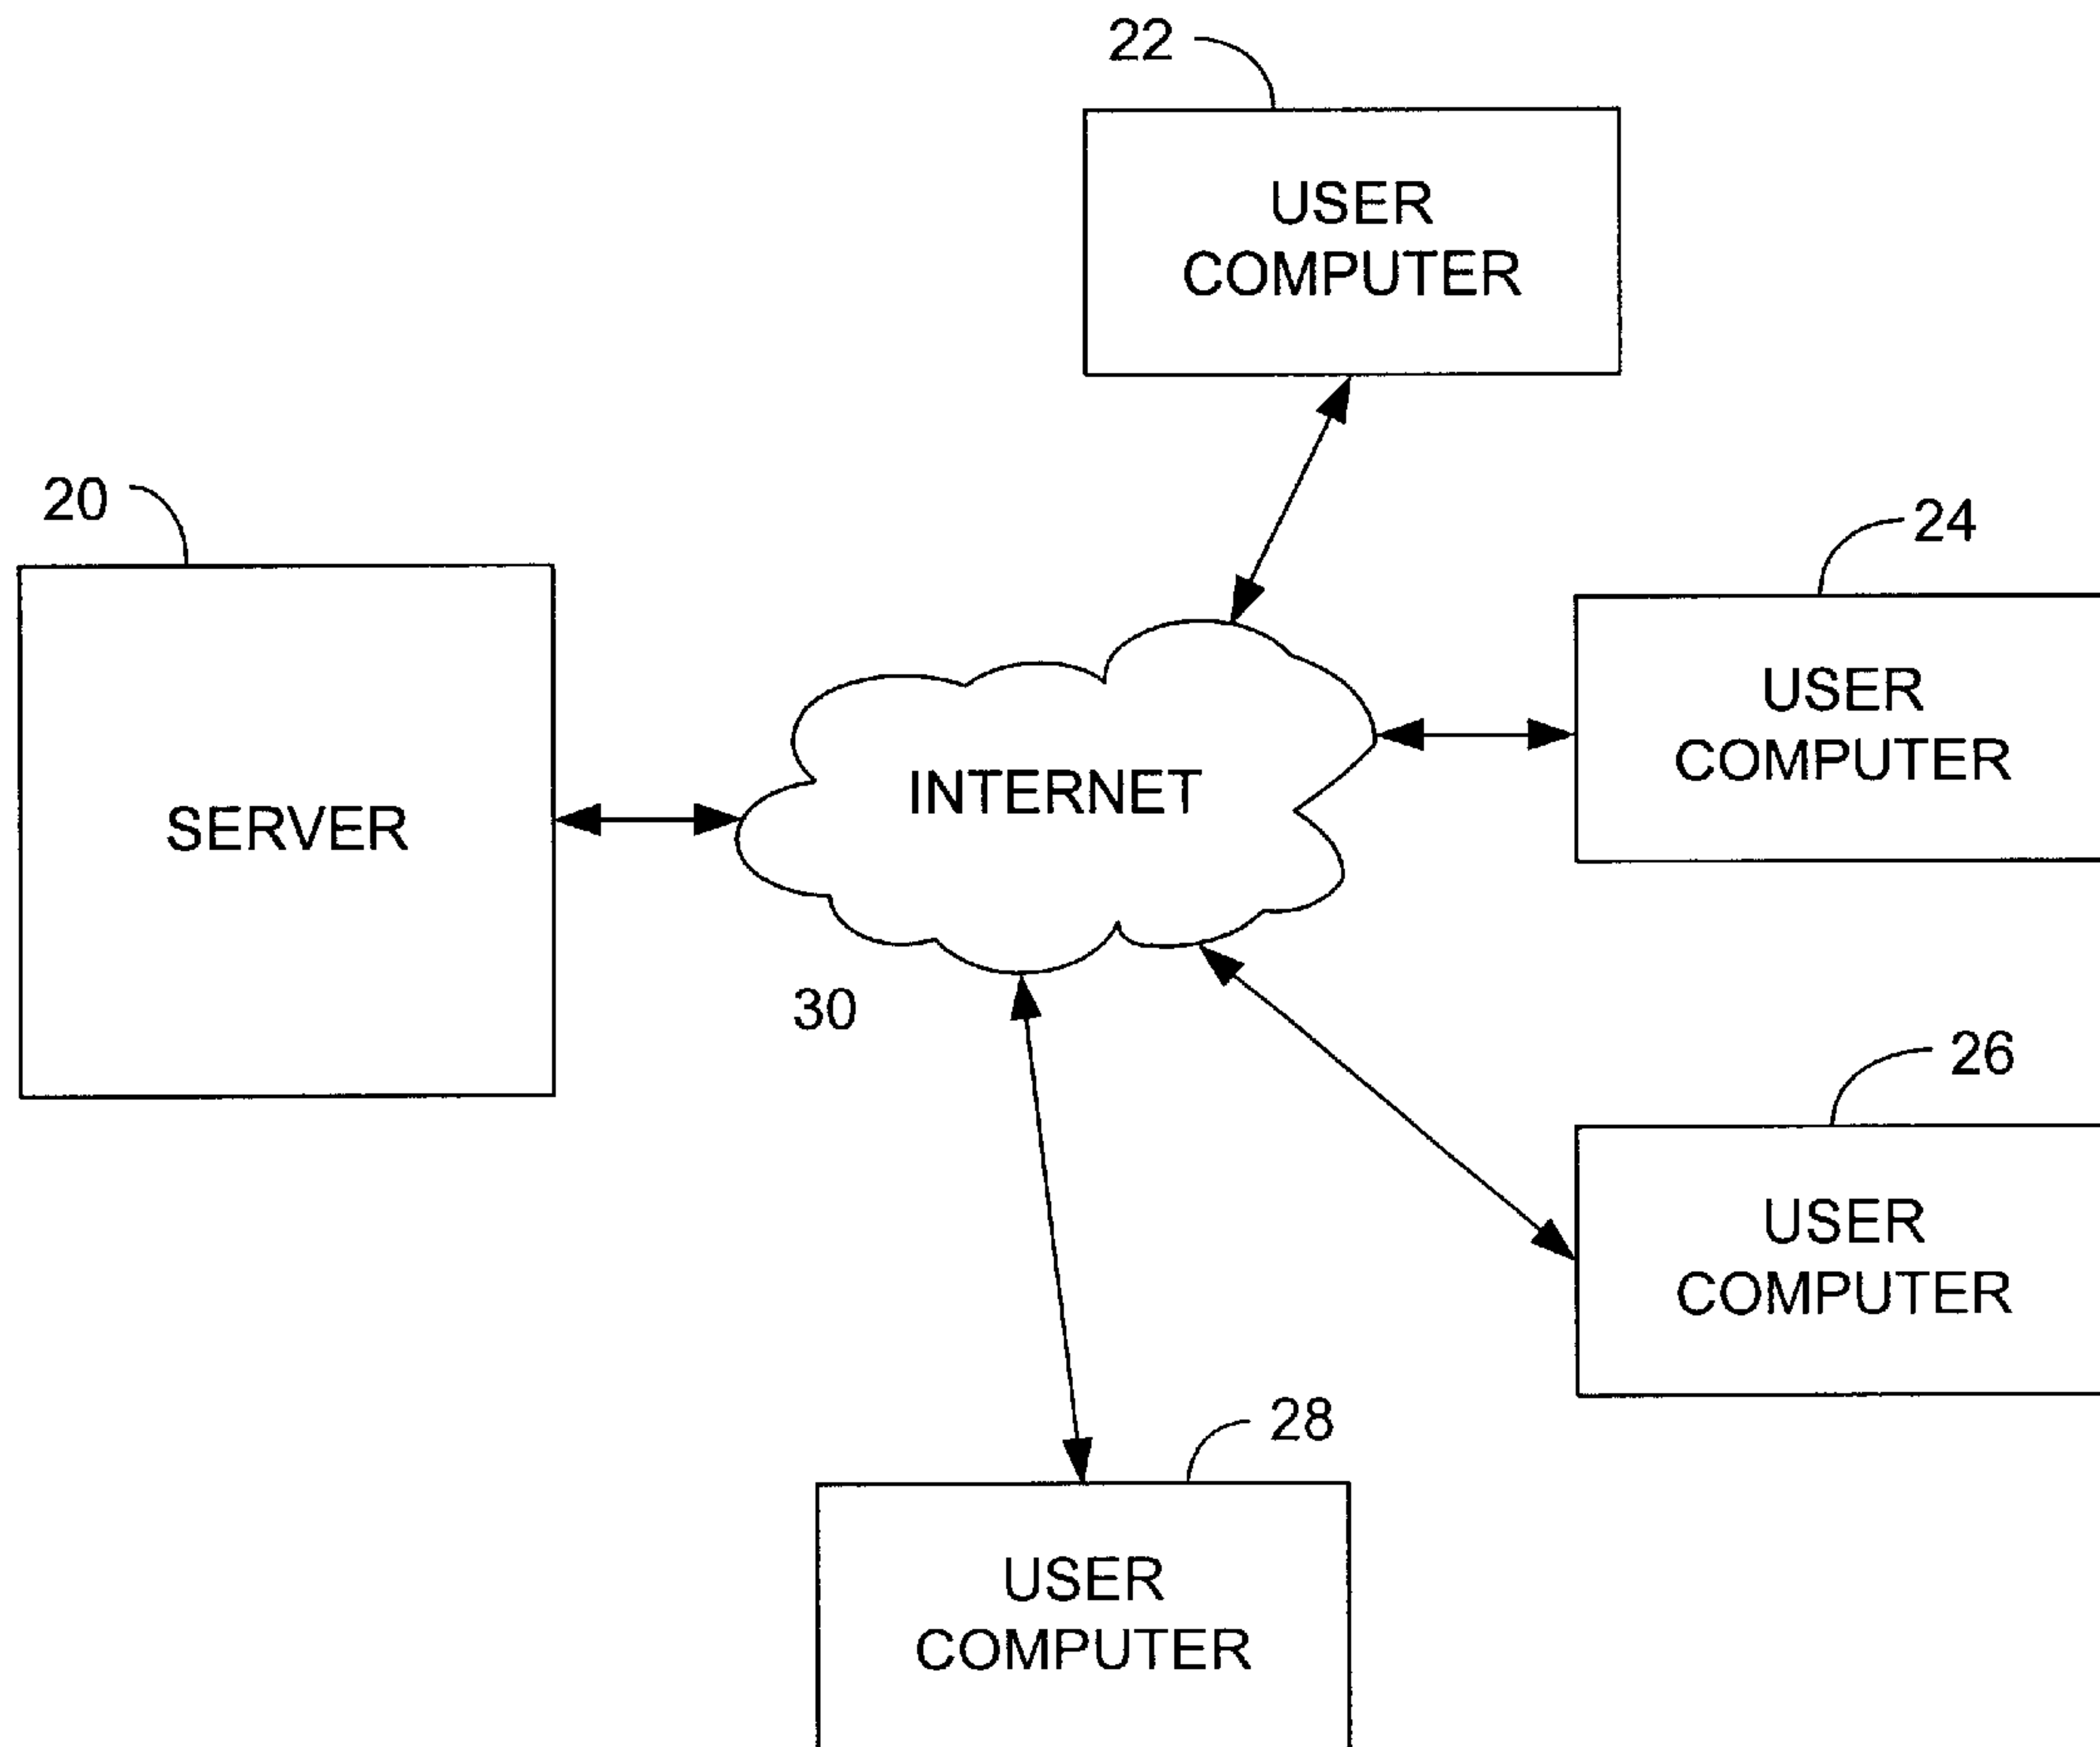 22
USER
COMPUTER
20
24
USER
COMPUTER
INTERNET
SERVER
30
26
USER
COMPUTER
28
USER
COMPUTER